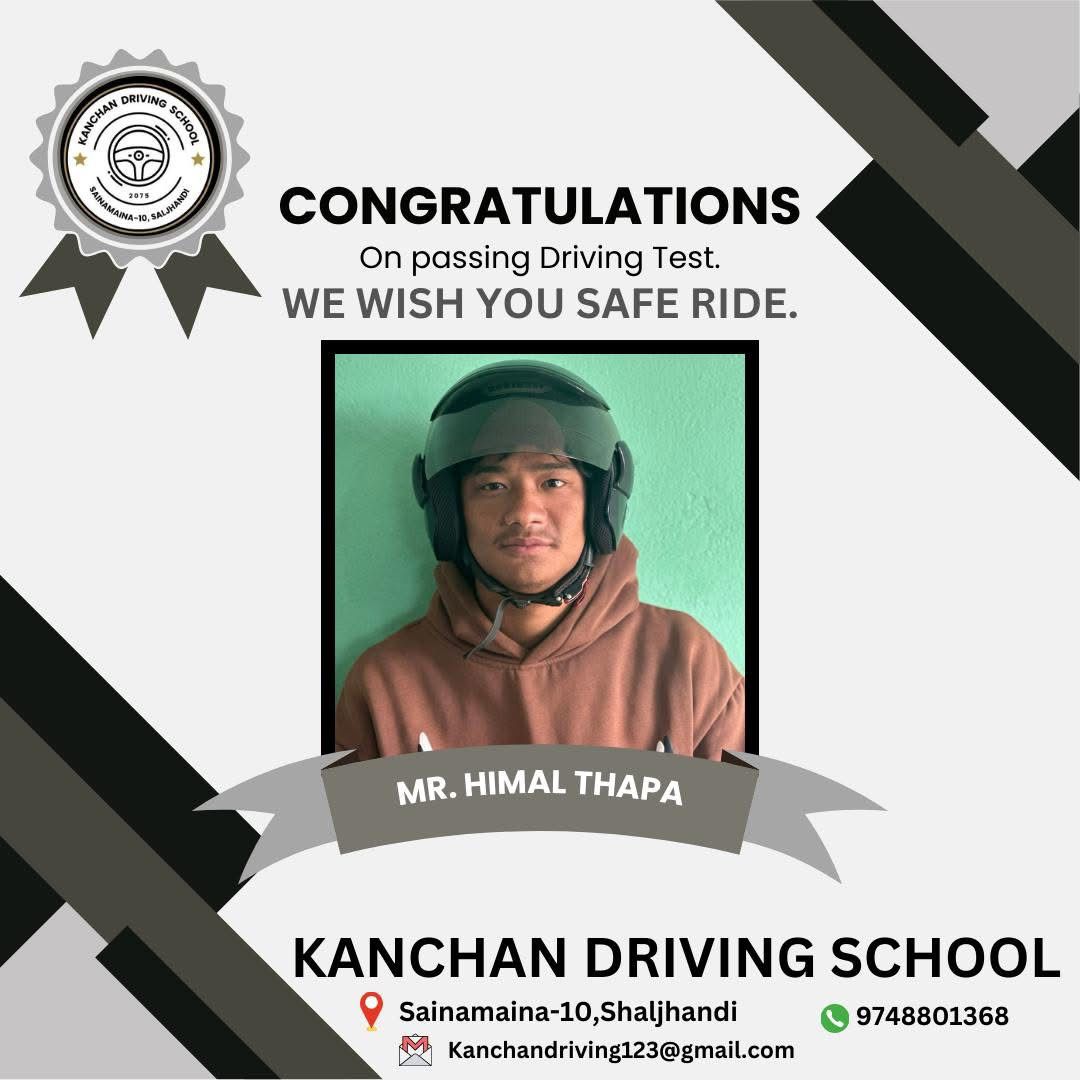 KANCHAN DRIVING SCHOOL
2075
SAINAMAINA-10, SALJHANDI
CONGRATULATIONS
On passing Driving Test.
WE WISH YOU SAFE RIDE.
MR. HIMAL THAPA
KANCHAN DRIVING SCHOOL
Sainamaina-10,Shaljhandi
9748801368
Kanchandriving123@gmail.com